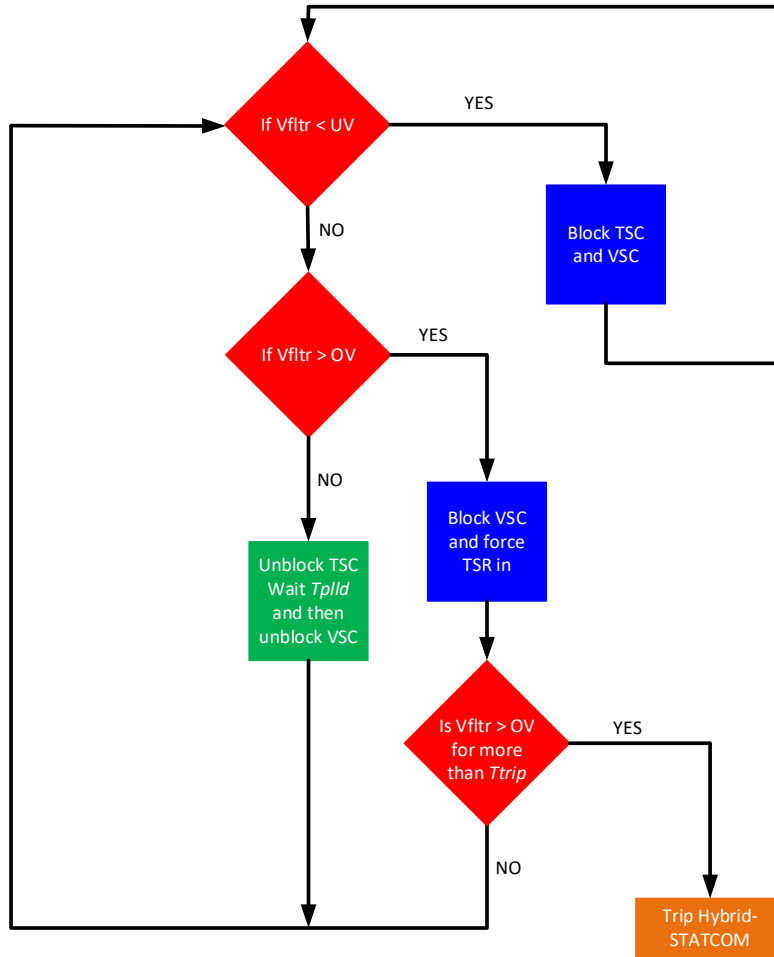 If Vfltr < UV
YES
NO
Block TSC
and VSC
If Vfltr > OV
YES
NO
Block VSC
and force
TSR in
Unblock TSC
Wait Tplld
and then
unblock VSC
Is Vfltr > OV
for more
than Ttrip
YES
NO
Trip Hybrid-
STATCOM